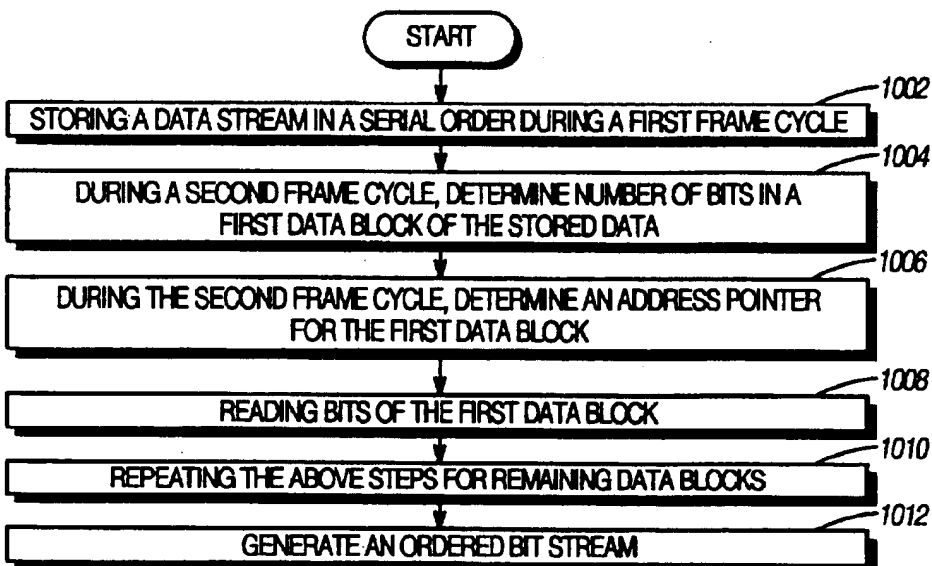 START
1002
STORING A DATA STREAM IN A SERIAL ORDER DURING A FIRST FRAME CYCLE
1004
DURING A SECOND FRAME CYCLE, DETERMINE NUMBER OF BITS IN A
FIRST DATA BLOCK OF THE STORED DATA
1006
DURING THE SECOND FRAME CYCLE, DETERMINE AN ADDRESS POINTER
FOR THE FIRST DATA BLOCK
1008
READING BITS OF THE FIRST DATA BLOCK
1010
REPEATING THE ABOVE STEPS FOR REMAINING DATA BLOCKS
1012
GENERATE AN ORDERED BIT STREAM